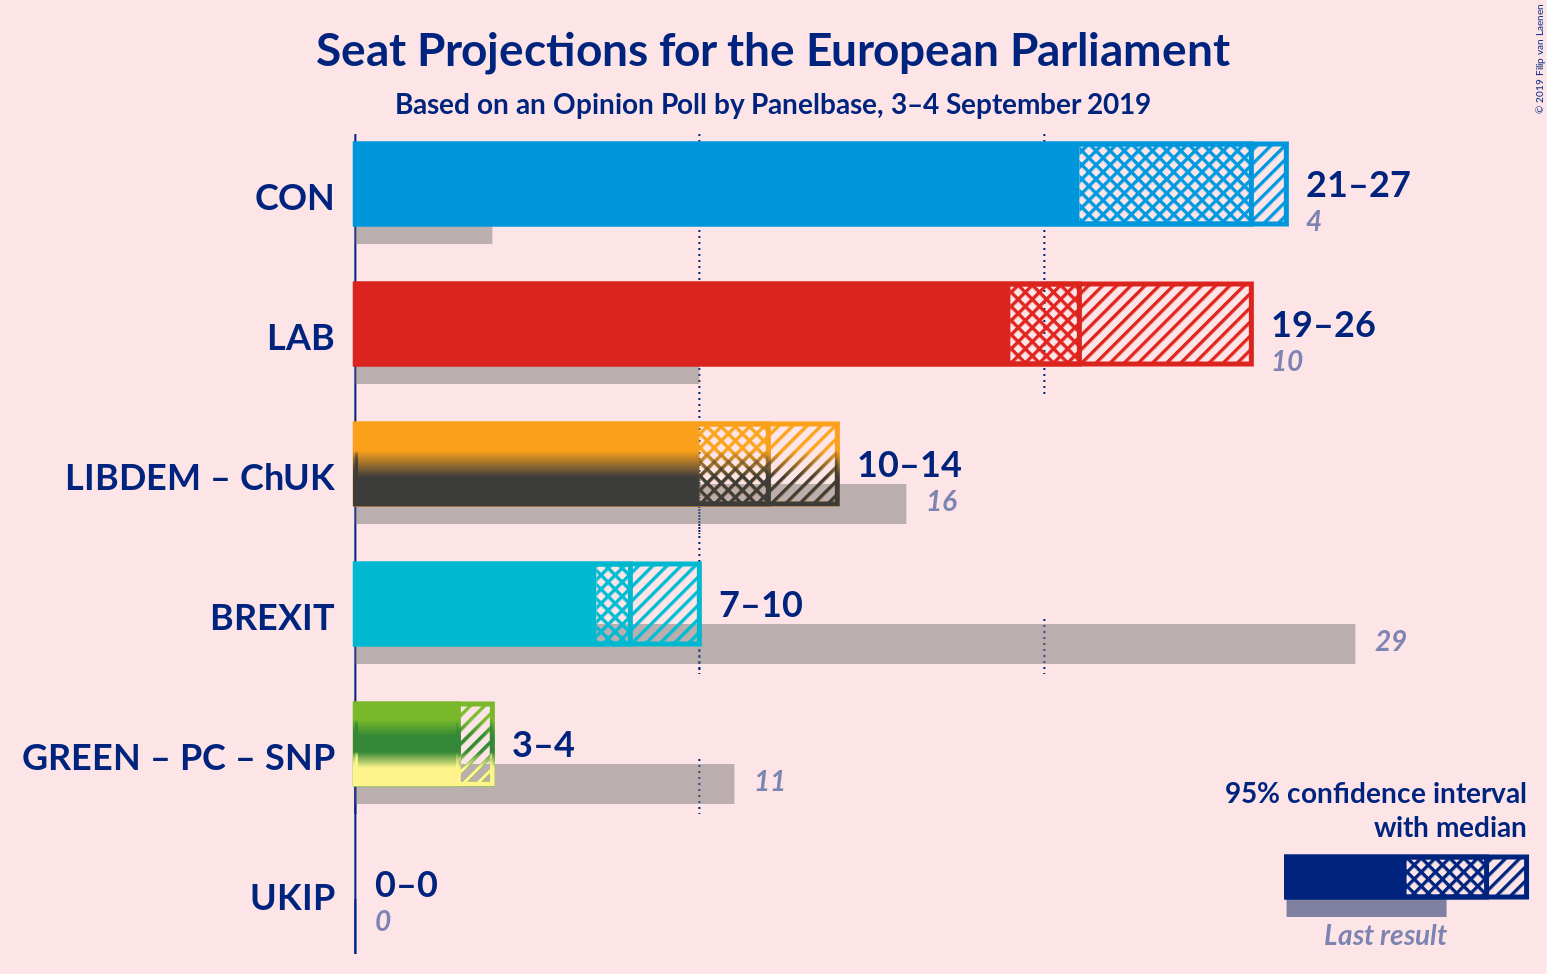 Seat Projections for the European Parliament
Based on an Opinion Poll by Panelbase, 3–4 September 2019
© 2019 Filip van Laenen
CON
21–27
4
LAB
19–26
10
LIBDEM – ChUK
10–14
16
BREXIT
7–10
29
GREEN – PC – SNP
3–4
11
UKIP
0–0
0
95% confidence interval
with median
Last result